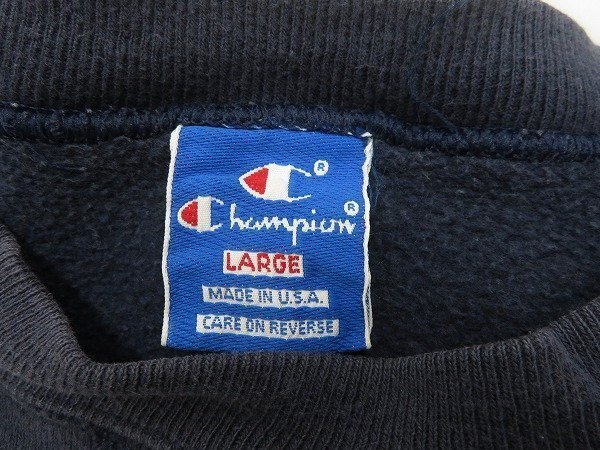 ®
Champion®
LARGE
MADE IN U.S.A.
CARE ON REVERSE